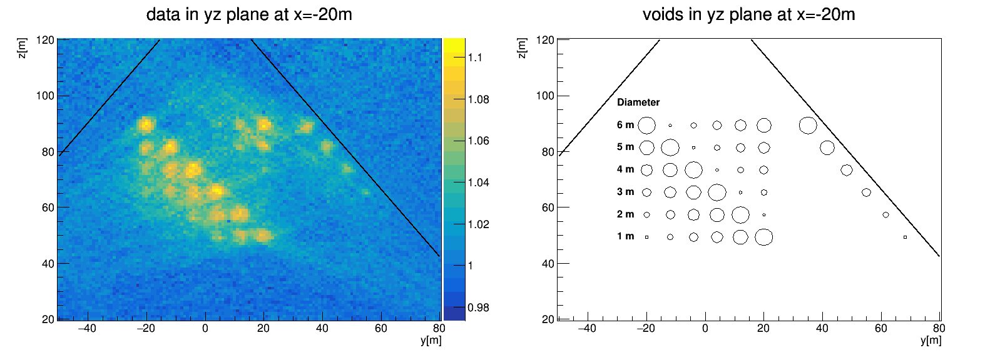 data in yz plane at x=-20m
z[m]
120
100
80
60
40
20
−40
−20
0
20
40
60
80
y[m]
1.1
1.08
1.06
1.04
1.02
1
0.98
voids in yz plane at x=-20m
z[m]
120
100
80
60
40
20
Diameter
6 m
5 m
4 m
3 m
2 m
1 m
−40
−20
0
20
40
60
80
y[m]